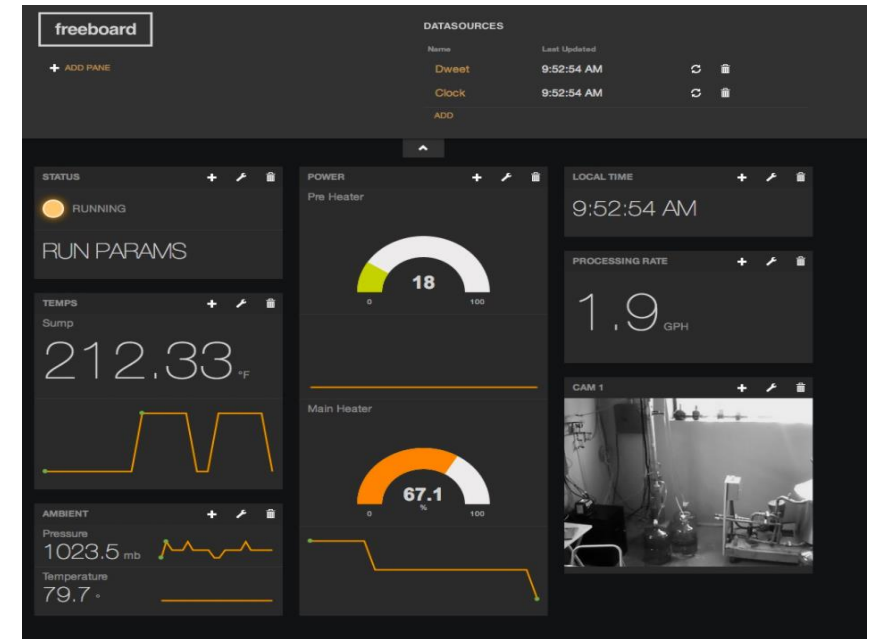 freeboard
ADD PANE
DATASOURCES
Name Last Updated
Dweet 9:52:54 AM
Clock 9:52:54 AM
ADD
STATUS
RUNNING
RUN PARAMS
TEMPS
Sump
212.33 °F
AMBIENT
Pressure
1023.5 mb
Temperature
79.7 °
POWER
Pre Heater
18
0 100
Main Heater
67.1
%
0 100
LOCAL TIME
9:52:54 AM
PROCESSING RATE
1.9 GPH
CAM 1